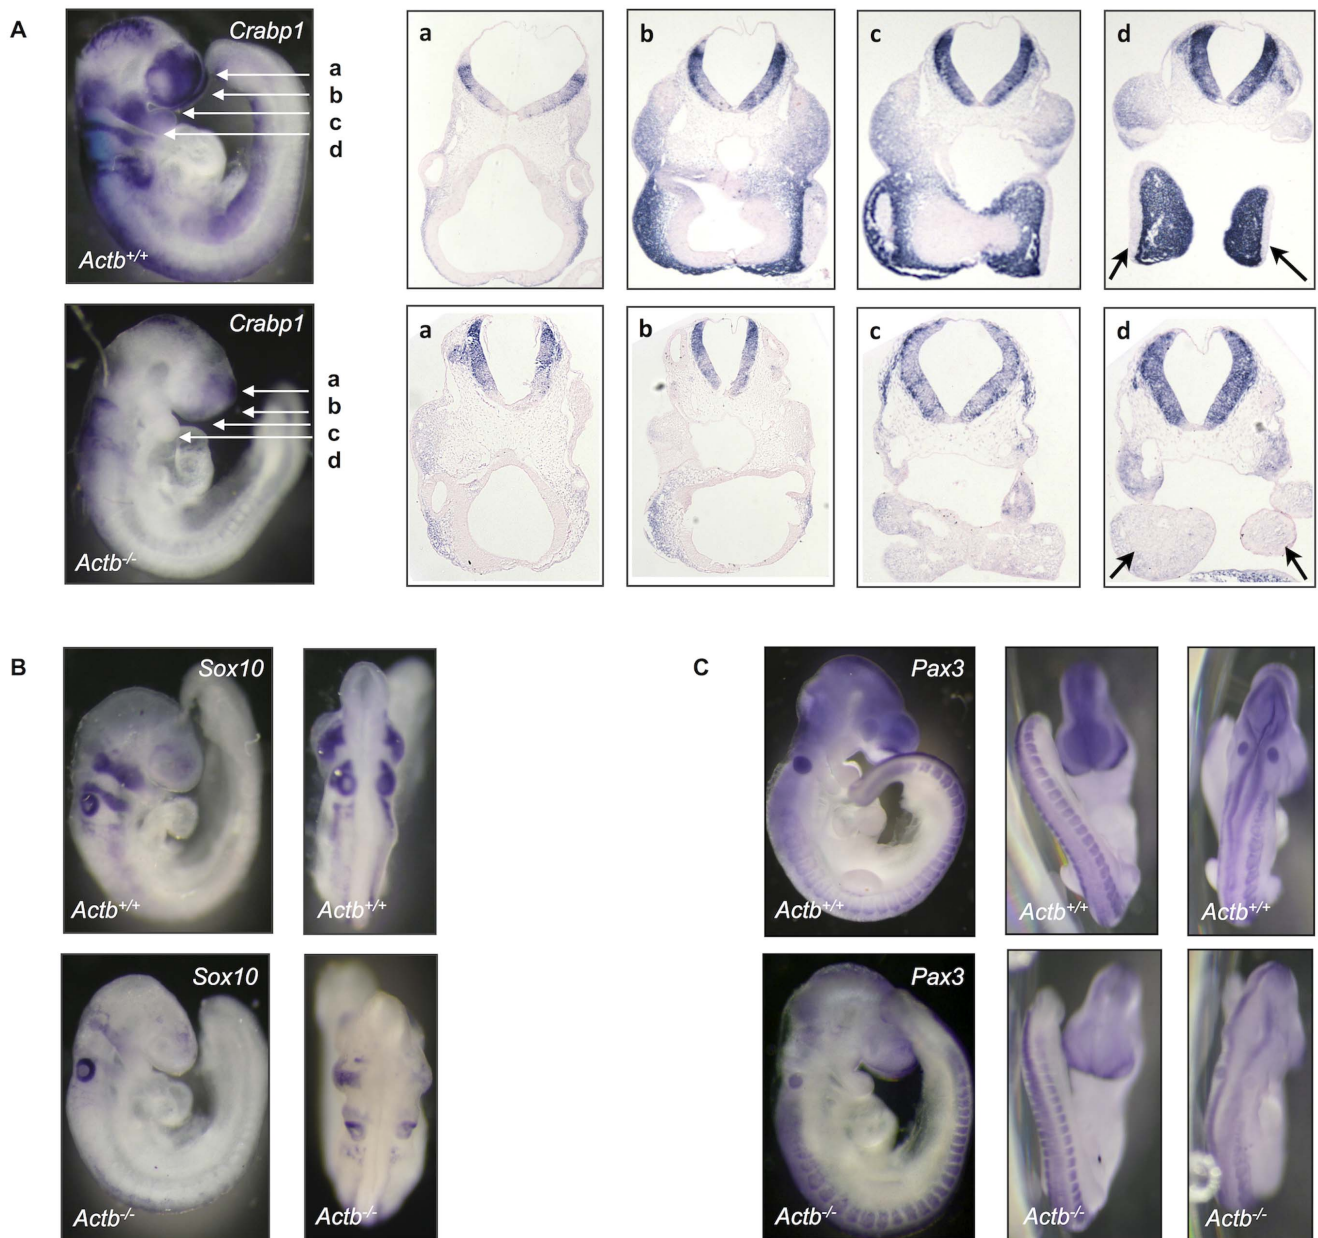 A
Crabp1
a
b
c
d
Actb+/+
a
b
c
d
Crabp1
a
b
c
d
Actb-/-
a
b
c
d
B
Sox10
Actb+/+
Actb+/+
Sox10
Actb-/-
Actb-/-
C
Pax3
Actb+/+
Actb+/+
Actb+/+
Pax3
Actb-/-
Actb-/-
Actb-/-